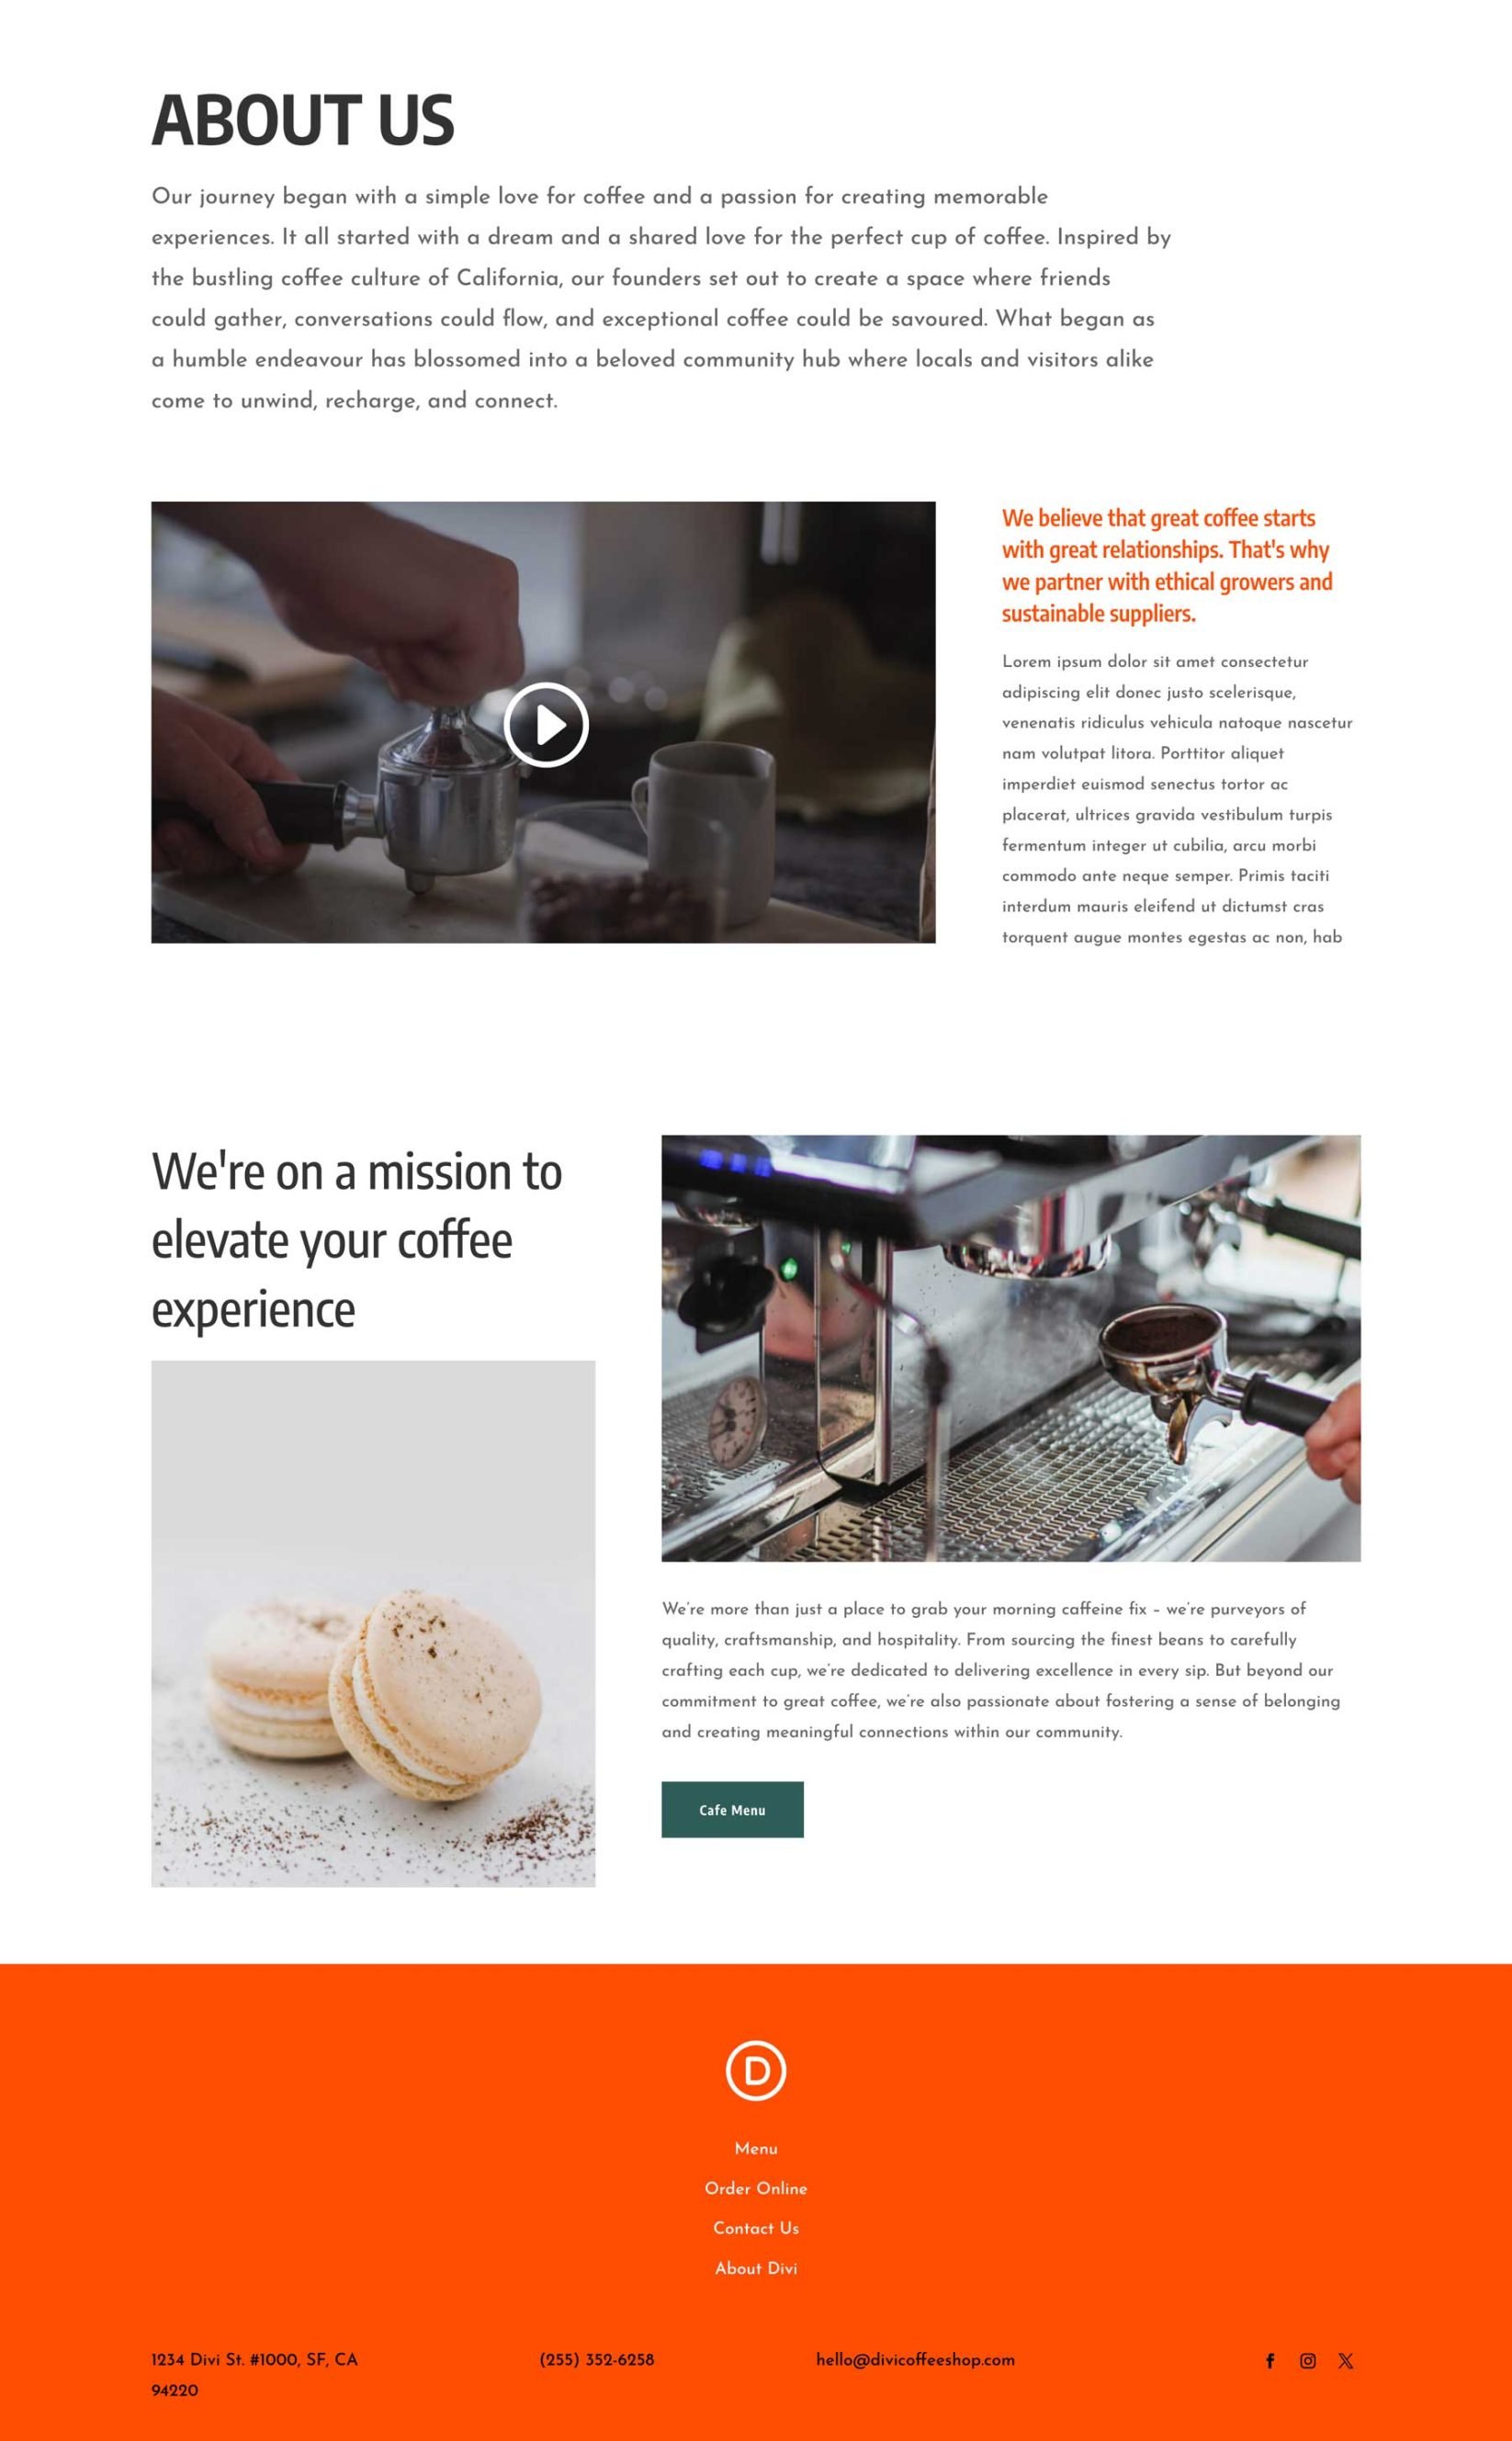 ABOUT US
Our journey began with a simple love for coffee and a passion for creating memorable
experiences. It all started with a dream and a shared love for the perfect cup of coffee. Inspired by
the bustling coffee culture of California, our founders set out to create a space where friends
could gather, conversations could flow, and exceptional coffee could be savoured. What began as
a humble endeavour has blossomed into a beloved community hub where locals and visitors alike
come to unwind, recharge, and connect.
We believe that great coffee starts
with great relationships. That's why
we partner with ethical growers and
sustainable suppliers.
Lorem ipsum dolor sit amet consectetur
adipiscing elit donec justo scelerisque,
venenatis ridiculus vehicula natoque nascetur
nam volutpat litora. Porttitor aliquet
imperdiet euismod senectus tortor ac
placerat, ultrices gravida vestibulum turpis
fermentum integer ut cubilia, arcu morbi
commodo ante neque semper. Primis taciti
interdum mauris eleifend ut dictumst cras
torquent augue montes egestas ac non, hab
We're on a mission to
elevate your coffee
experience
We're more than just a place to grab your morning caffeine fix – we're purveyors of
quality, craftsmanship, and hospitality. From sourcing the finest beans to carefully
crafting each cup, we're dedicated to delivering excellence in every sip. But beyond our
commitment to great coffee, we're also passionate about fostering a sense of belonging
and creating meaningful connections within our community.
Cafe Menu
D
Menu
Order Online
Contact Us
About Divi
1234 Divi St. #1000, SF, CA
94220
(255) 352-6258
hello@divicoffeeshop.com